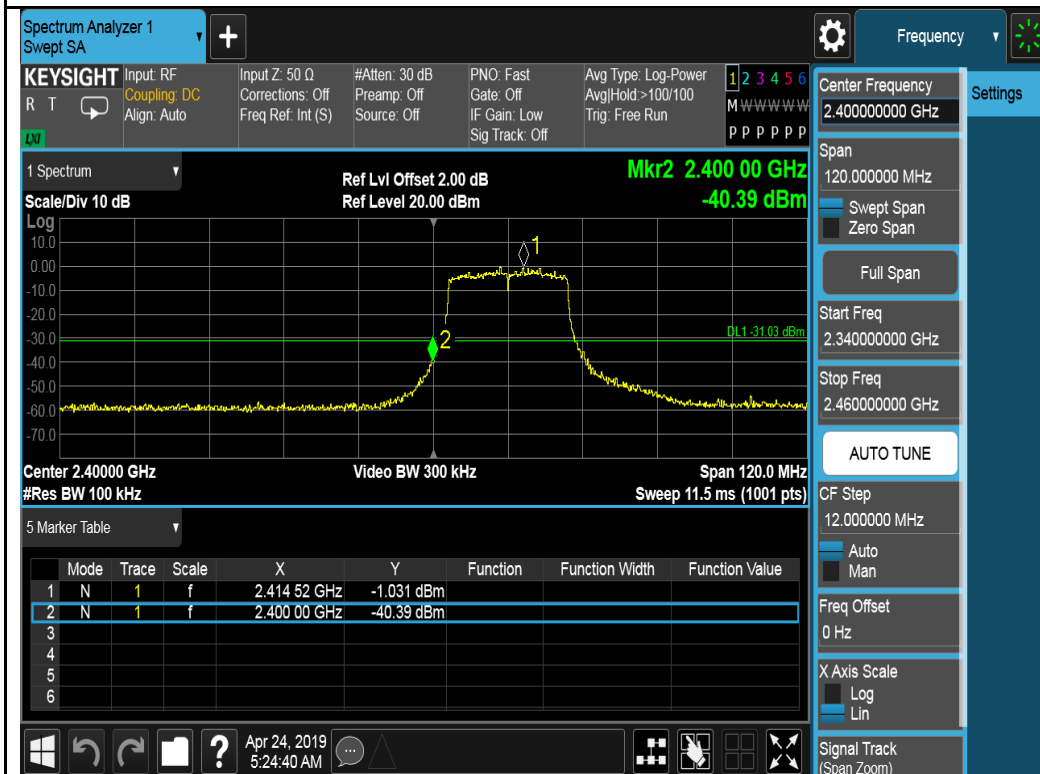 Spectrum Analyzer 1
Swept SA
+
Frequency
KEYSIGHT
R T
LXI
Input: RF
Coupling: DC
Align: Auto
Input Z: 50 Ω
Corrections: Off
Freq Ref: Int (S)
#Atten: 30 dB
Preamp: Off
Source: Off
PNO: Fast
Gate: Off
IF Gain: Low
Sig Track: Off
Avg Type: Log-Power
Avg|Hold:>100/100
Trig: Free Run
1 2 3 4 5 6
M W W W W W
P P P P P P
1 Spectrum
Scale/Div 10 dB
Ref Lvl Offset 2.00 dB
Ref Level 20.00 dBm
Mkr2 2.400 00 GHz
-40.39 dBm
Log
10.0
0.00
-10.0
-20.0
-30.0
-40.0
-50.0
-60.0
-70.0
1
2
DL1 -31.03 dBm
Center 2.40000 GHz
#Res BW 100 kHz
Video BW 300 kHz
Span 120.0 MHz
Sweep 11.5 ms (1001 pts)
5 Marker Table
Mode Trace Scale X Y Function Function Width Function Value
1 N 1 f 2.414 52 GHz -1.031 dBm
2 N 1 f 2.400 00 GHz -40.39 dBm
3
4
5
6
Apr 24, 2019
5:24:40 AM
?
Center Frequency
2.400000000 GHz
Settings
Span
120.000000 MHz
Swept Span
Zero Span
Full Span
Start Freq
2.340000000 GHz
Stop Freq
2.460000000 GHz
AUTO TUNE
CF Step
12.000000 MHz
Auto
Man
Freq Offset
0 Hz
X Axis Scale
Log
Lin
Signal Track
(Span Zoom)